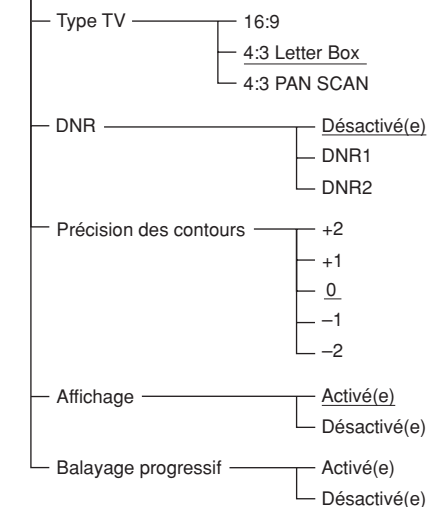 Type TV
16:9
4:3 Letter Box
4:3 PAN SCAN
DNR
Désactivé(e)
DNR1
DNR2
Précision des contours
+2
+1
0
–1
–2
Affichage
Activé(e)
Désactivé(e)
Balayage progressif
Activé(e)
Désactivé(e)